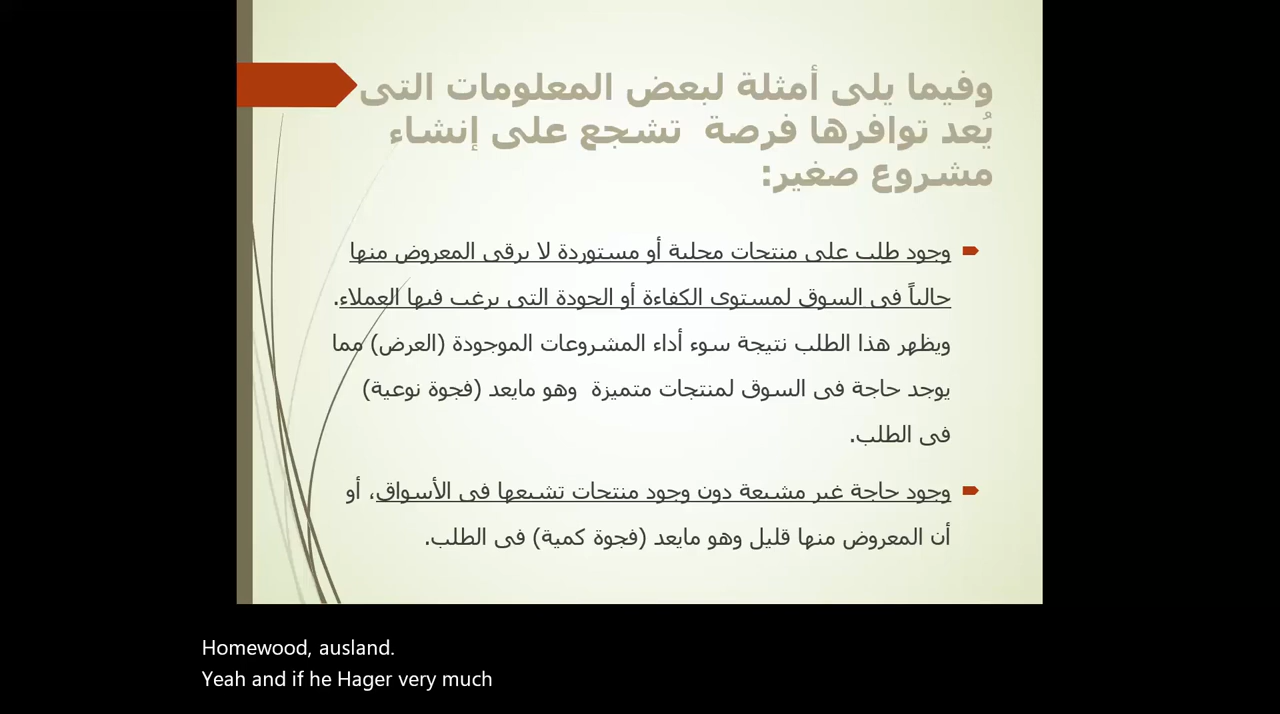 وفيما يلى أمثلة لبعض المعلومات التى
يُعد توافرها فرصة تشجع على إنشاء
مشروع صغير:
وجود طلب على منتجات محلية أو مستوردة لا يرقى المعروض منها
حالياً فى السوق لمستوى الكفاءة أو الجودة التى يرغب فيها العملاء.
ويظهر هذا الطلب نتيجة سوء أداء المشروعات الموجودة (العرض) مما
يوجد حاجة فى السوق لمنتجات متميزة وهو مايعد (فجوة نوعية)
فى الطلب.
وجود حاجة غير مشبعة دون وجود منتجات تشبعها فى الأسواق، أو
أن المعروض منها قليل وهو مايعد (فجوة كمية) فى الطلب.
Homewood, ausland.
Yeah and if he Hager very much